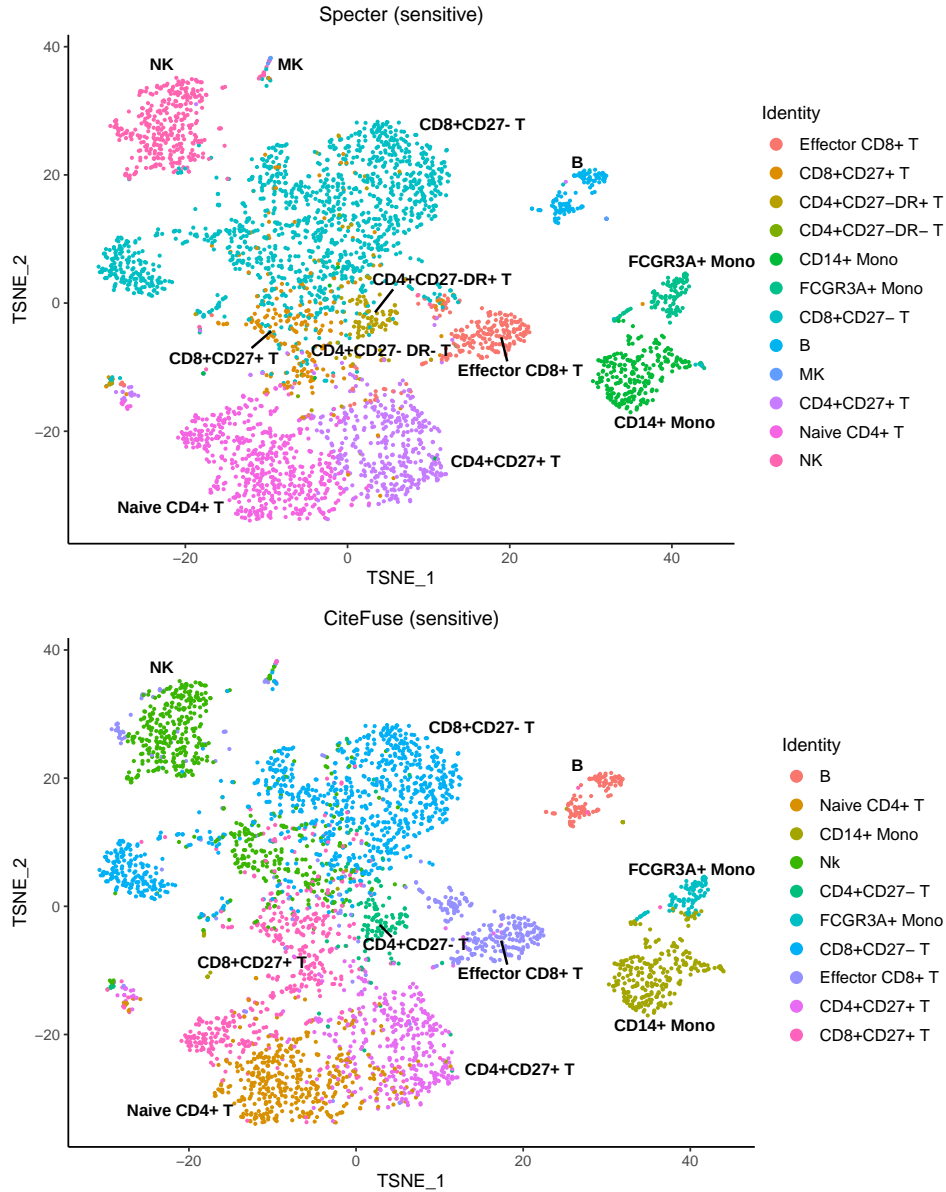 Specter (sensitive)
40
20
0
−20
TSNE_2
−20
0
20
40
TSNE_1
NK
MK
CD8+CD27- T
B
FCGR3A+ Mono
CD4+CD27-DR+ T
CD8+CD27+ T
CD4+CD27- DR- T
Effector CD8+ T
CD14+ Mono
CD4+CD27+ T
Naive CD4+ T
Identity
Effector CD8+ T
CD8+CD27+ T
CD4+CD27−DR+ T
CD4+CD27−DR− T
CD14+ Mono
FCGR3A+ Mono
CD8+CD27− T
B
MK
CD4+CD27+ T
Naive CD4+ T
NK
CiteFuse (sensitive)
40
20
0
−20
TSNE_2
−20
0
20
40
TSNE_1
NK
CD8+CD27- T
B
FCGR3A+ Mono
CD4+CD27- T
CD8+CD27+ T
Effector CD8+ T
CD14+ Mono
CD4+CD27+ T
Naive CD4+ T
Identity
B
Naive CD4+ T
CD14+ Mono
Nk
CD4+CD27− T
FCGR3A+ Mono
CD8+CD27− T
Effector CD8+ T
CD4+CD27+ T
CD8+CD27+ T